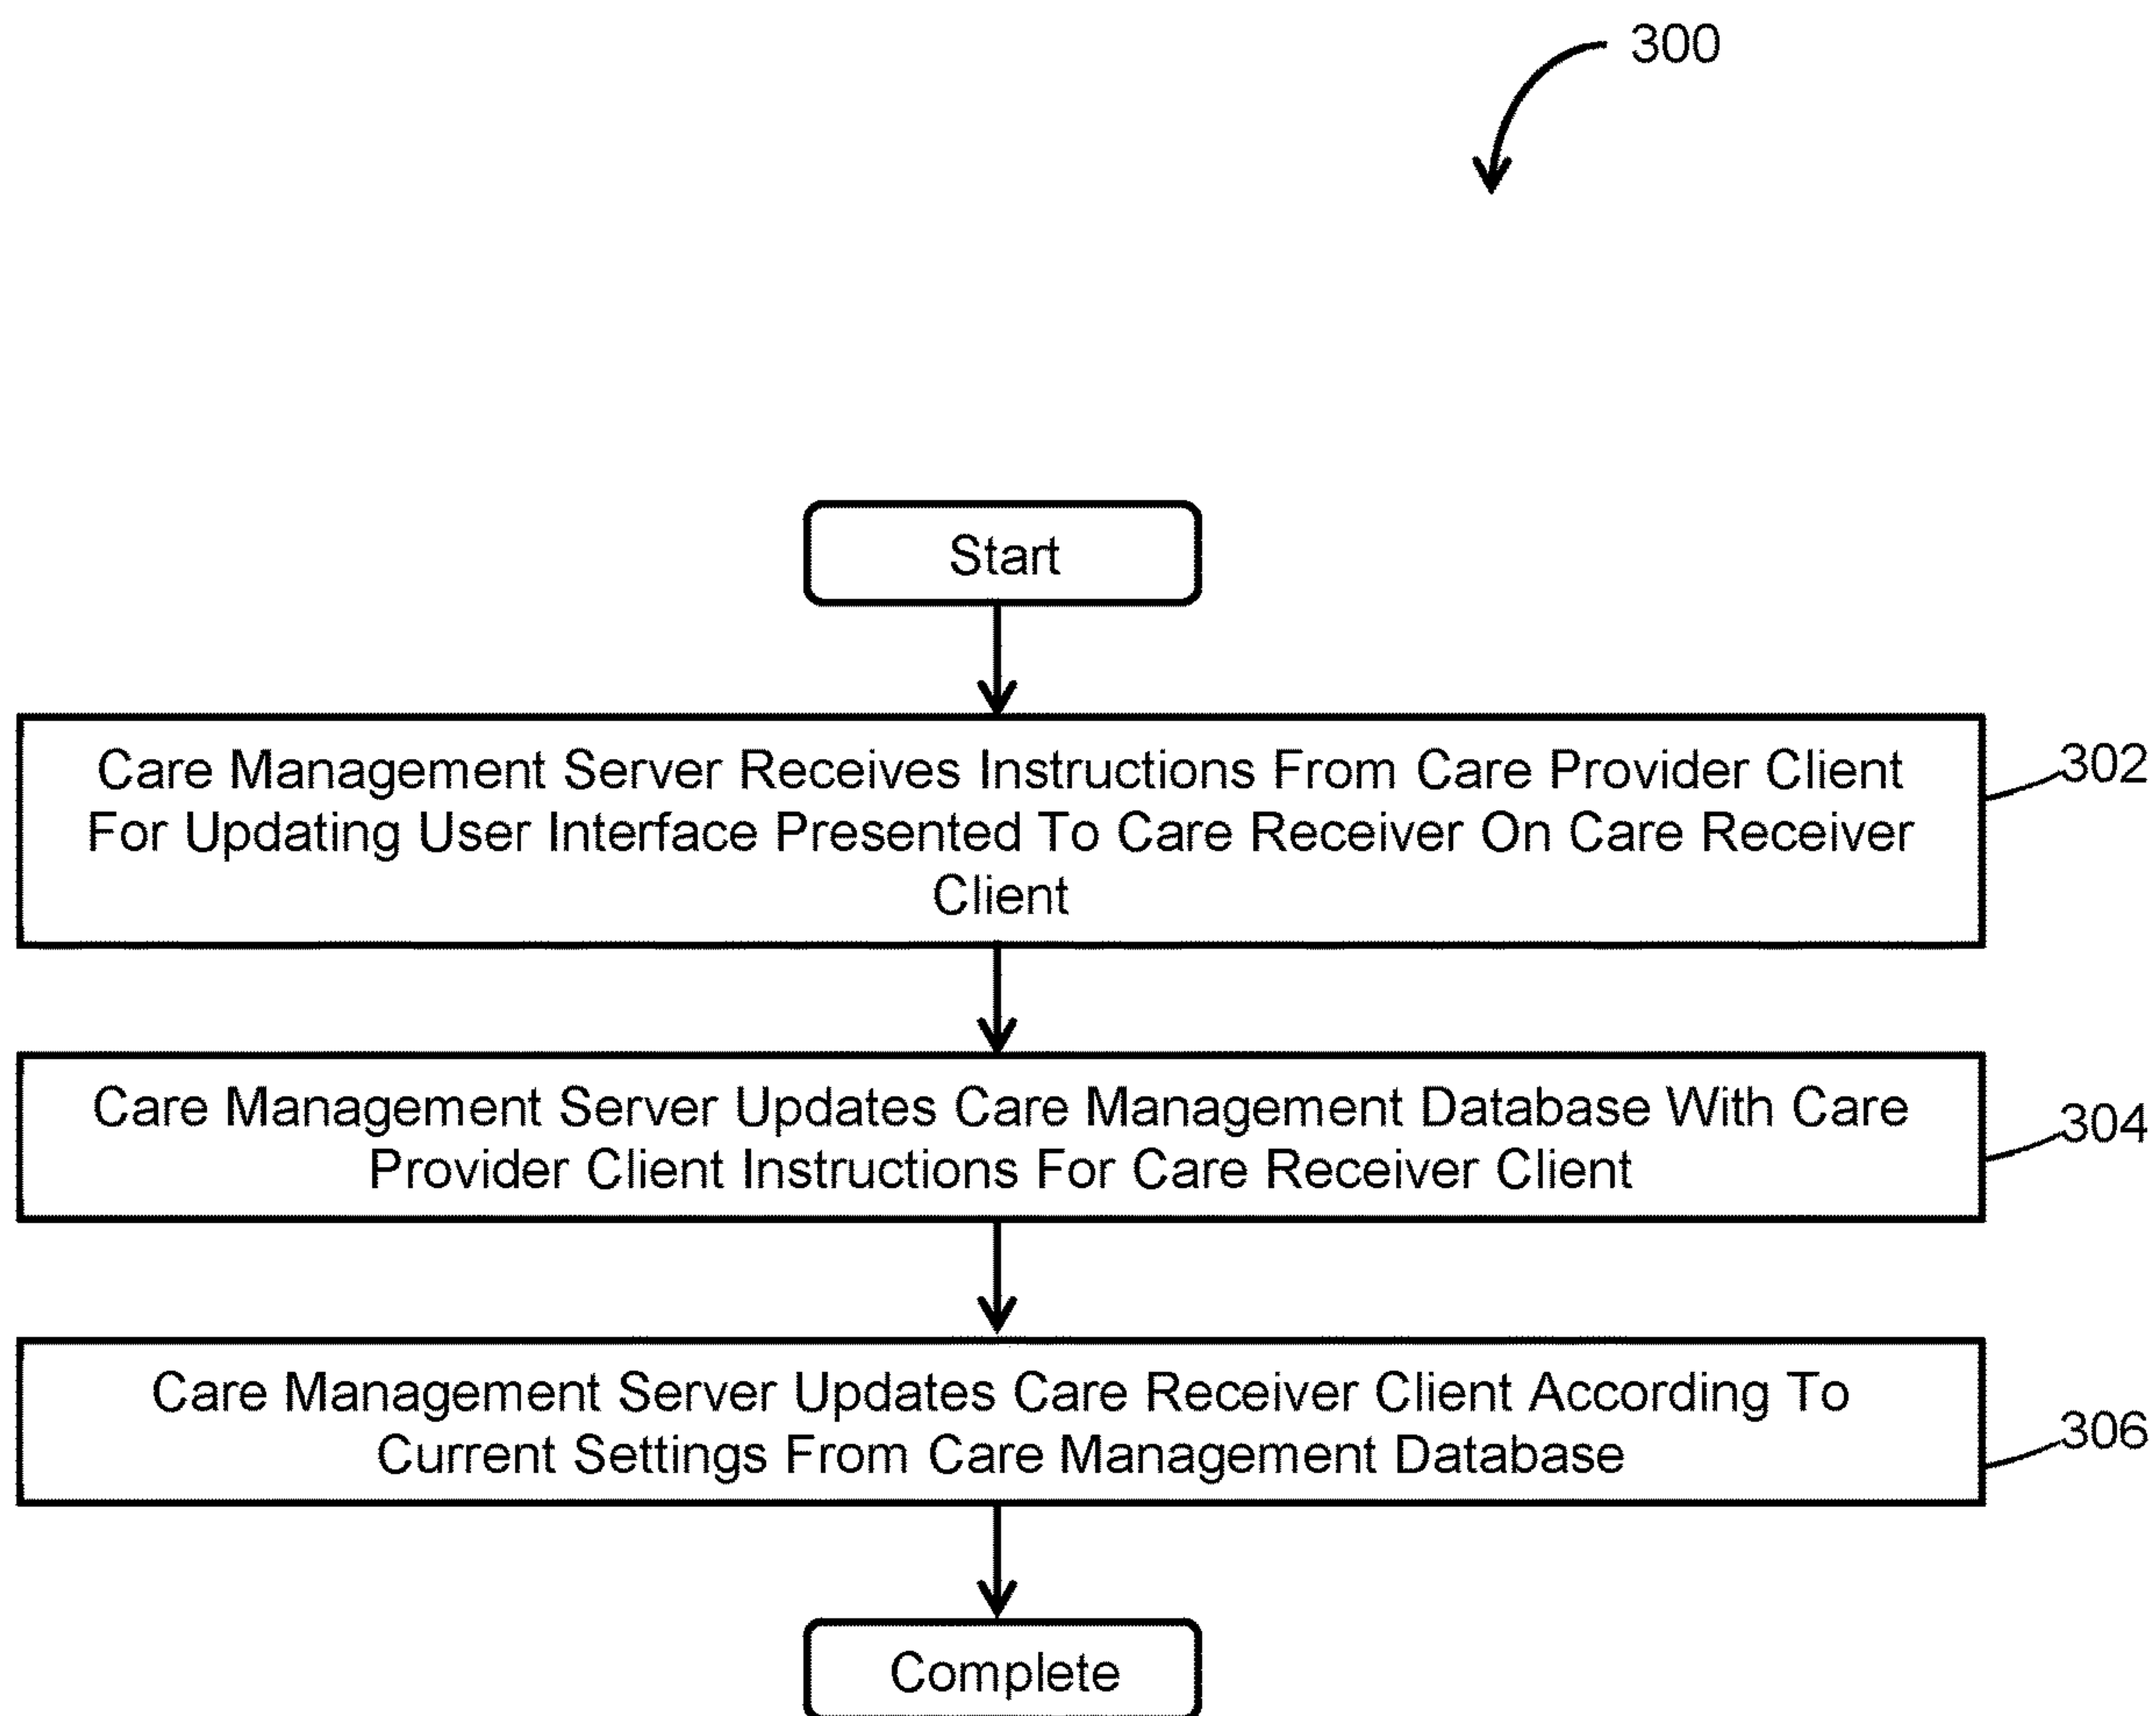 300
Start
Care Management Server Receives Instructions From Care Provider Client
For Updating User Interface Presented To Care Receiver On Care Receiver
Client
302
Care Management Server Updates Care Management Database With Care
Provider Client Instructions For Care Receiver Client
304
Care Management Server Updates Care Receiver Client According To
Current Settings From Care Management Database
306
Complete